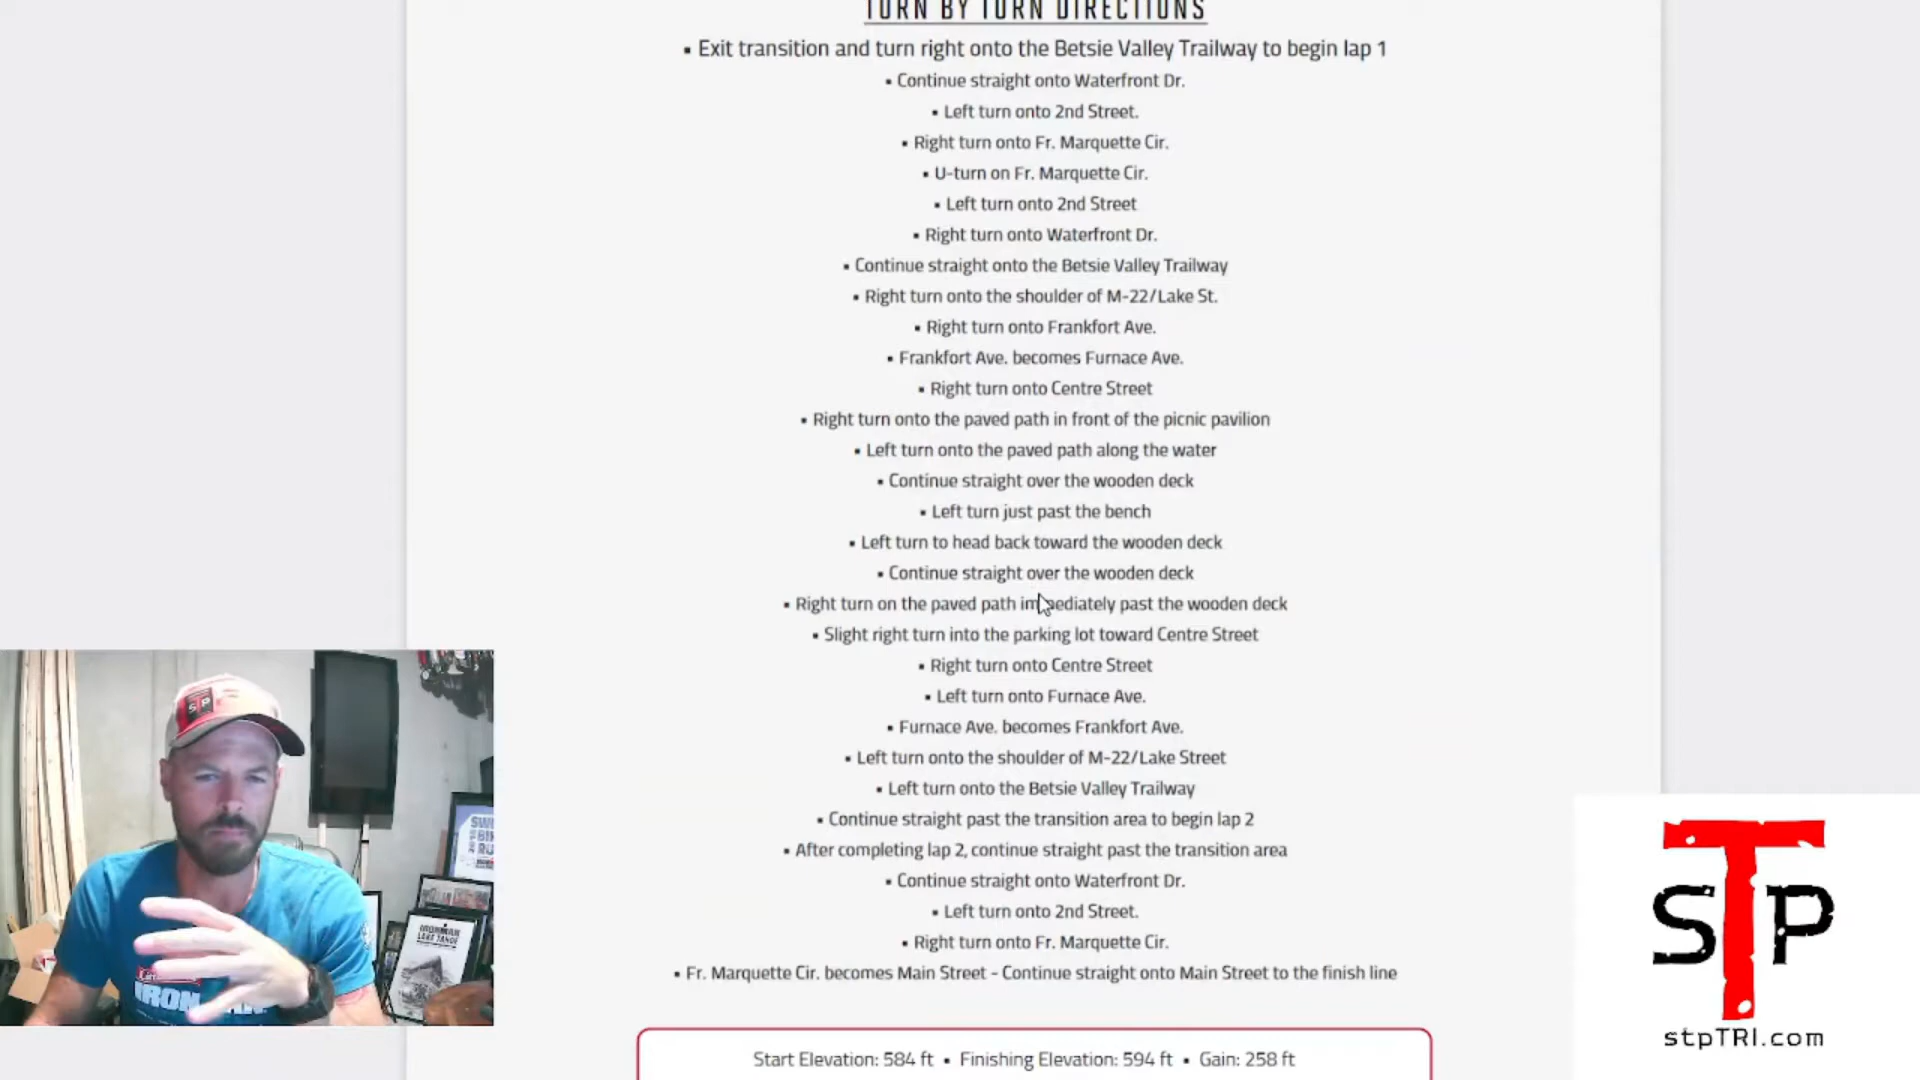 TURN BY TURN DIRECTIONS
▪ Exit transition and turn right onto the Betsie Valley Trailway to begin lap 1
▪ Continue straight onto Waterfront Dr.
▪ Left turn onto 2nd Street.
▪ Right turn onto Fr. Marquette Cir.
▪ U-turn on Fr. Marquette Cir.
▪ Left turn onto 2nd Street
▪ Right turn onto Waterfront Dr.
▪ Continue straight onto the Betsie Valley Trailway
▪ Right turn onto the shoulder of M-22/Lake St.
▪ Right turn onto Frankfort Ave.
▪ Frankfort Ave. becomes Furnace Ave.
▪ Right turn onto Centre Street
▪ Right turn onto the paved path in front of the picnic pavilion
▪ Left turn onto the paved path along the water
▪ Continue straight over the wooden deck
▪ Left turn just past the bench
▪ Left turn to head back toward the wooden deck
▪ Continue straight over the wooden deck
▪ Right turn on the paved path immediately past the wooden deck
▪ Slight right turn into the parking lot toward Centre Street
▪ Right turn onto Centre Street
▪ Left turn onto Furnace Ave.
▪ Furnace Ave. becomes Frankfort Ave.
▪ Left turn onto the shoulder of M-22/Lake Street
▪ Left turn onto the Betsie Valley Trailway
▪ Continue straight past the transition area to begin lap 2
▪ After completing lap 2, continue straight past the transition area
▪ Continue straight onto Waterfront Dr.
▪ Left turn onto 2nd Street.
▪ Right turn onto Fr. Marquette Cir.
▪ Fr. Marquette Cir. becomes Main Street - Continue straight onto Main Street to the finish line
Start Elevation: 584 ft ▪ Finishing Elevation: 594 ft ▪ Gain: 258 ft
STP
IRONMAN
LAKE TAHOE
STP
stpTRI.com